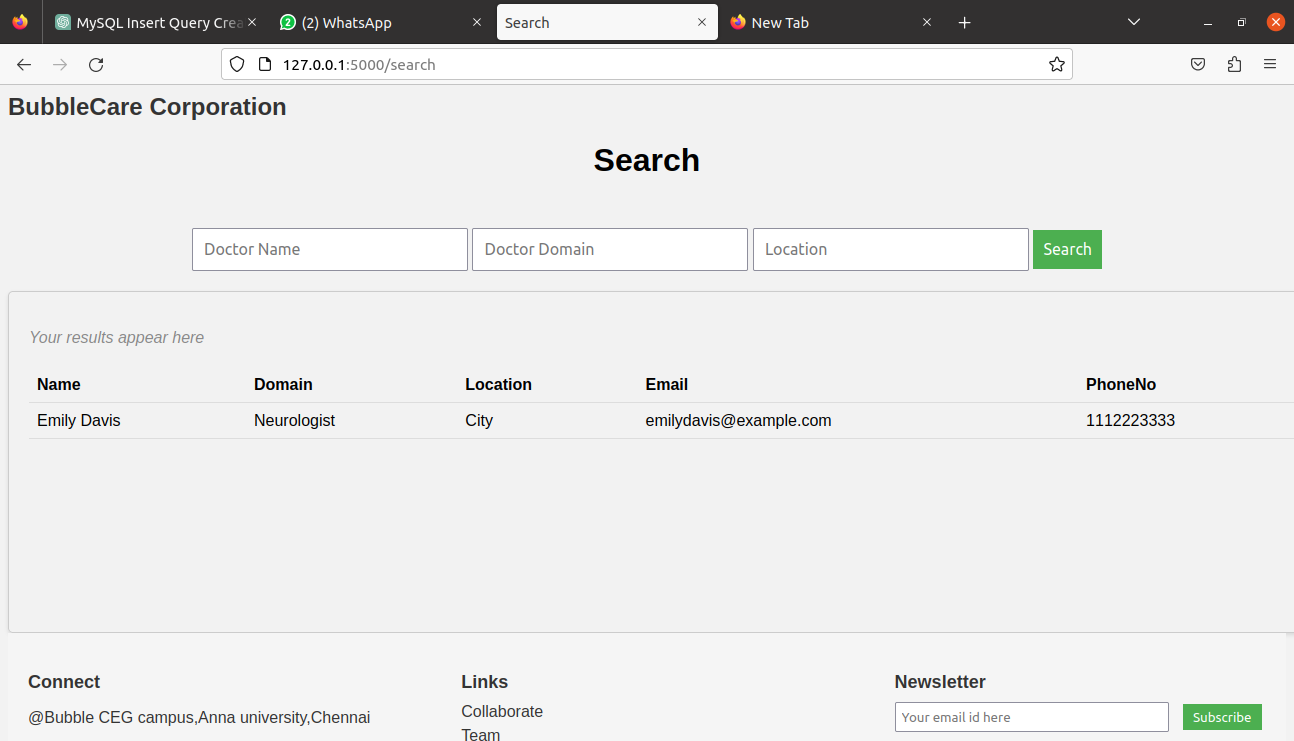 MySQL Insert Query Crea
2
(2) WhatsApp
Search
New Tab
127.0.0.1:5000/search
BubbleCare Corporation
Search
Doctor Name Doctor Domain Location Search
Your results appear here
Name Domain Location Email PhoneNo
Emily Davis Neurologist City emilydavis@example.com 1112223333
Connect
@Bubble CEG campus,Anna university,Chennai
Links
Collaborate
Team
Newsletter
Your email id here Subscribe